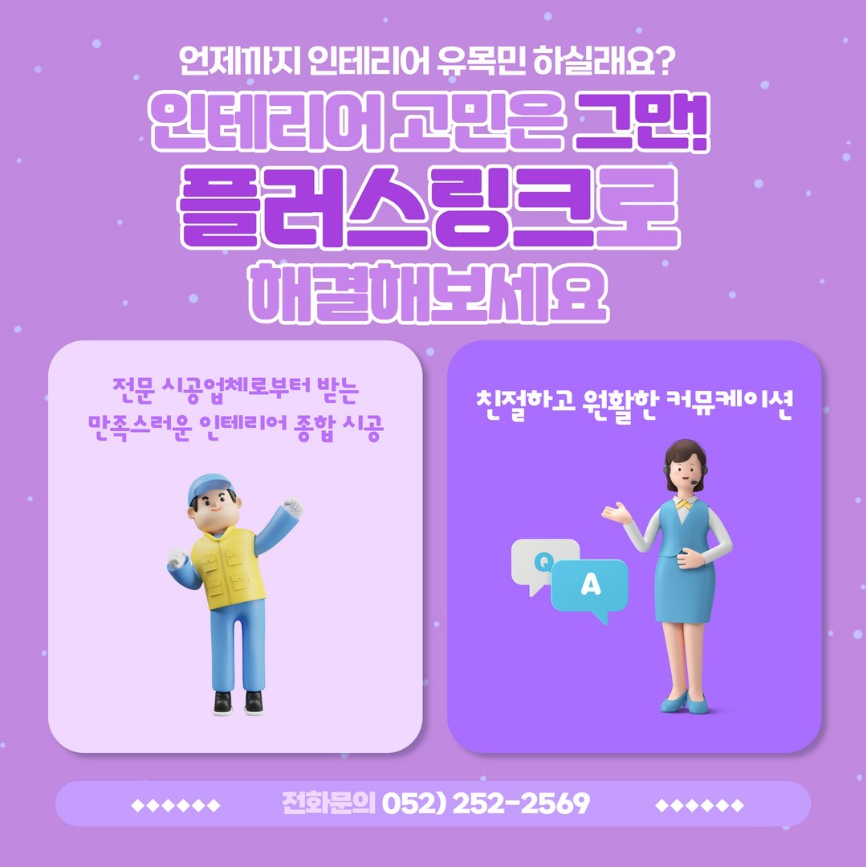 언제까지 인테리어 유목민 하실래요?
인테리어 고민은 그만!
플러스링크로
해결해보세요
전문 시공업체로부터 받는
만족스러운 인테리어 종합 시공
친절하고 원활한 커뮤케이션
Q
A
전화문의 052) 252-2569